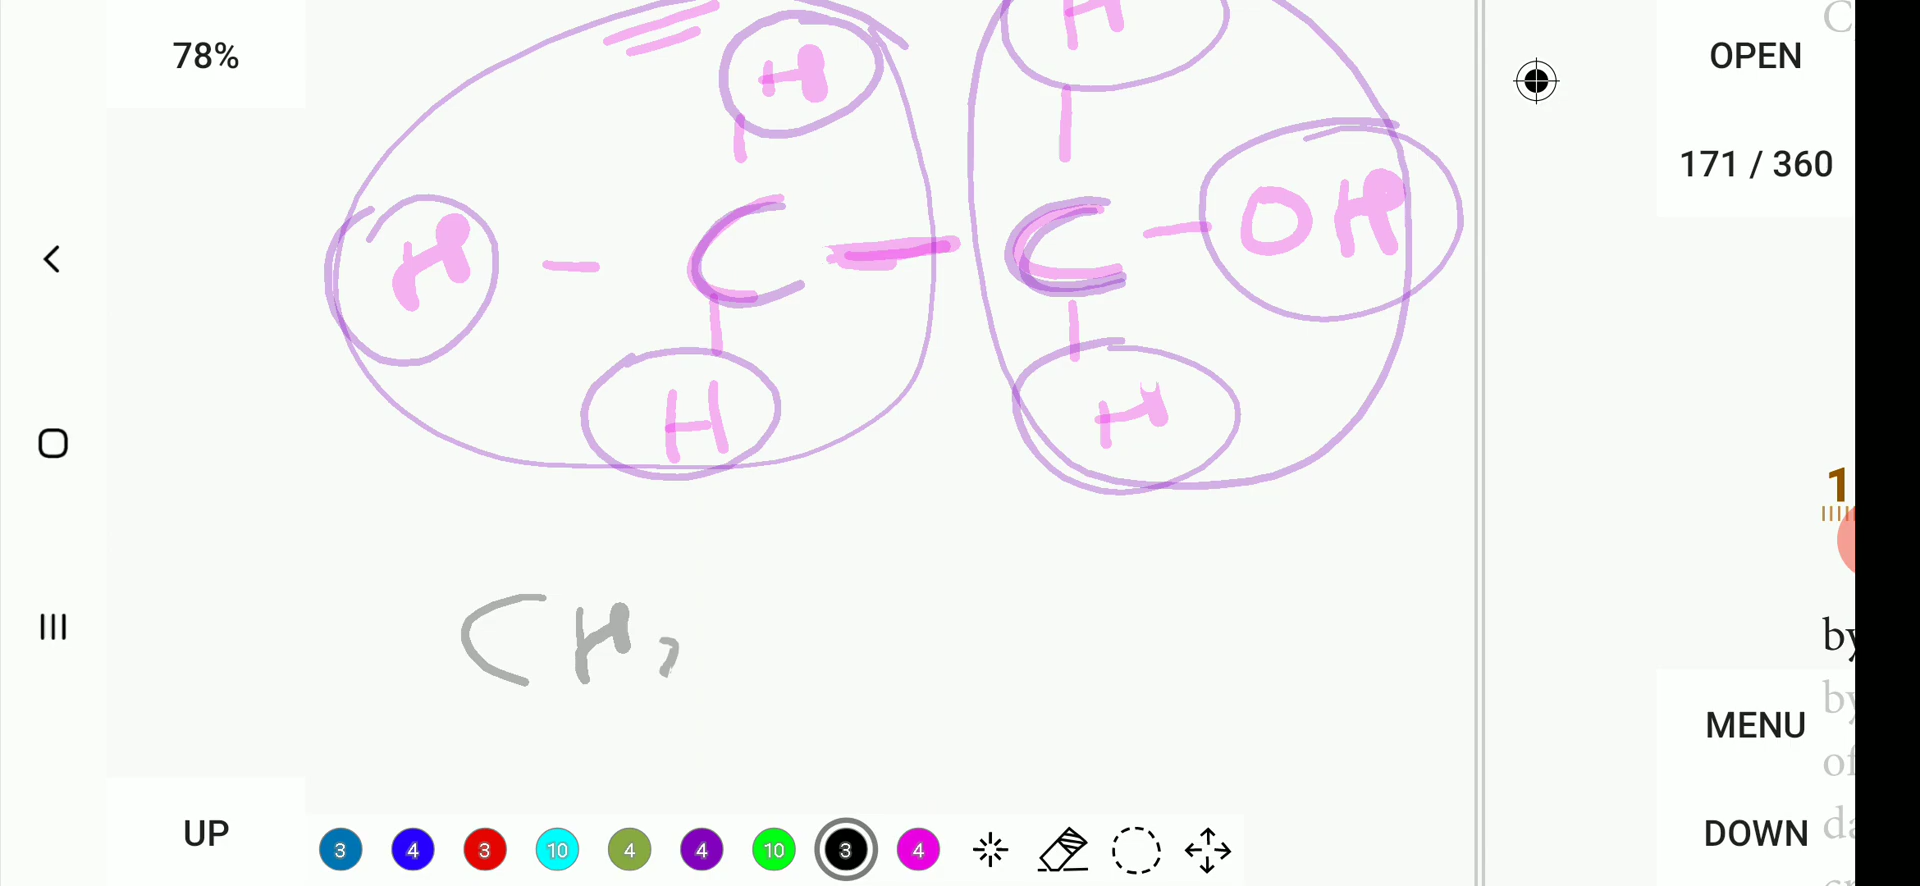 78%
OPEN
171 / 360
H H
H - C - C - OH
H H
1
by
CH
by
MENU
of
UP
DOWN
3 4 3 10 4 4 10 3 4